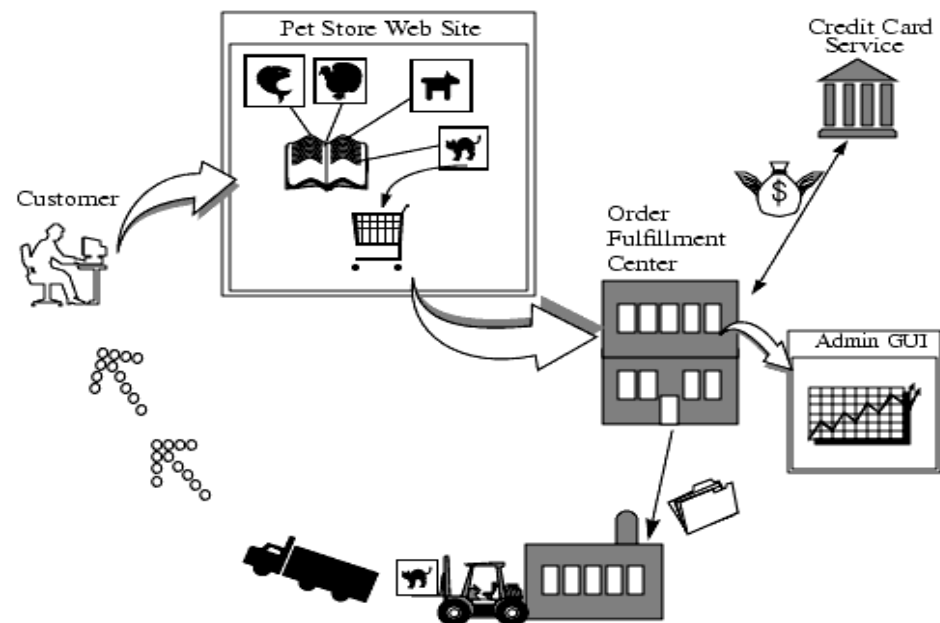 Pet Store Web Site
Credit Card
Service
$
Customer
Order
Fulfillment
Center
Admin GUI